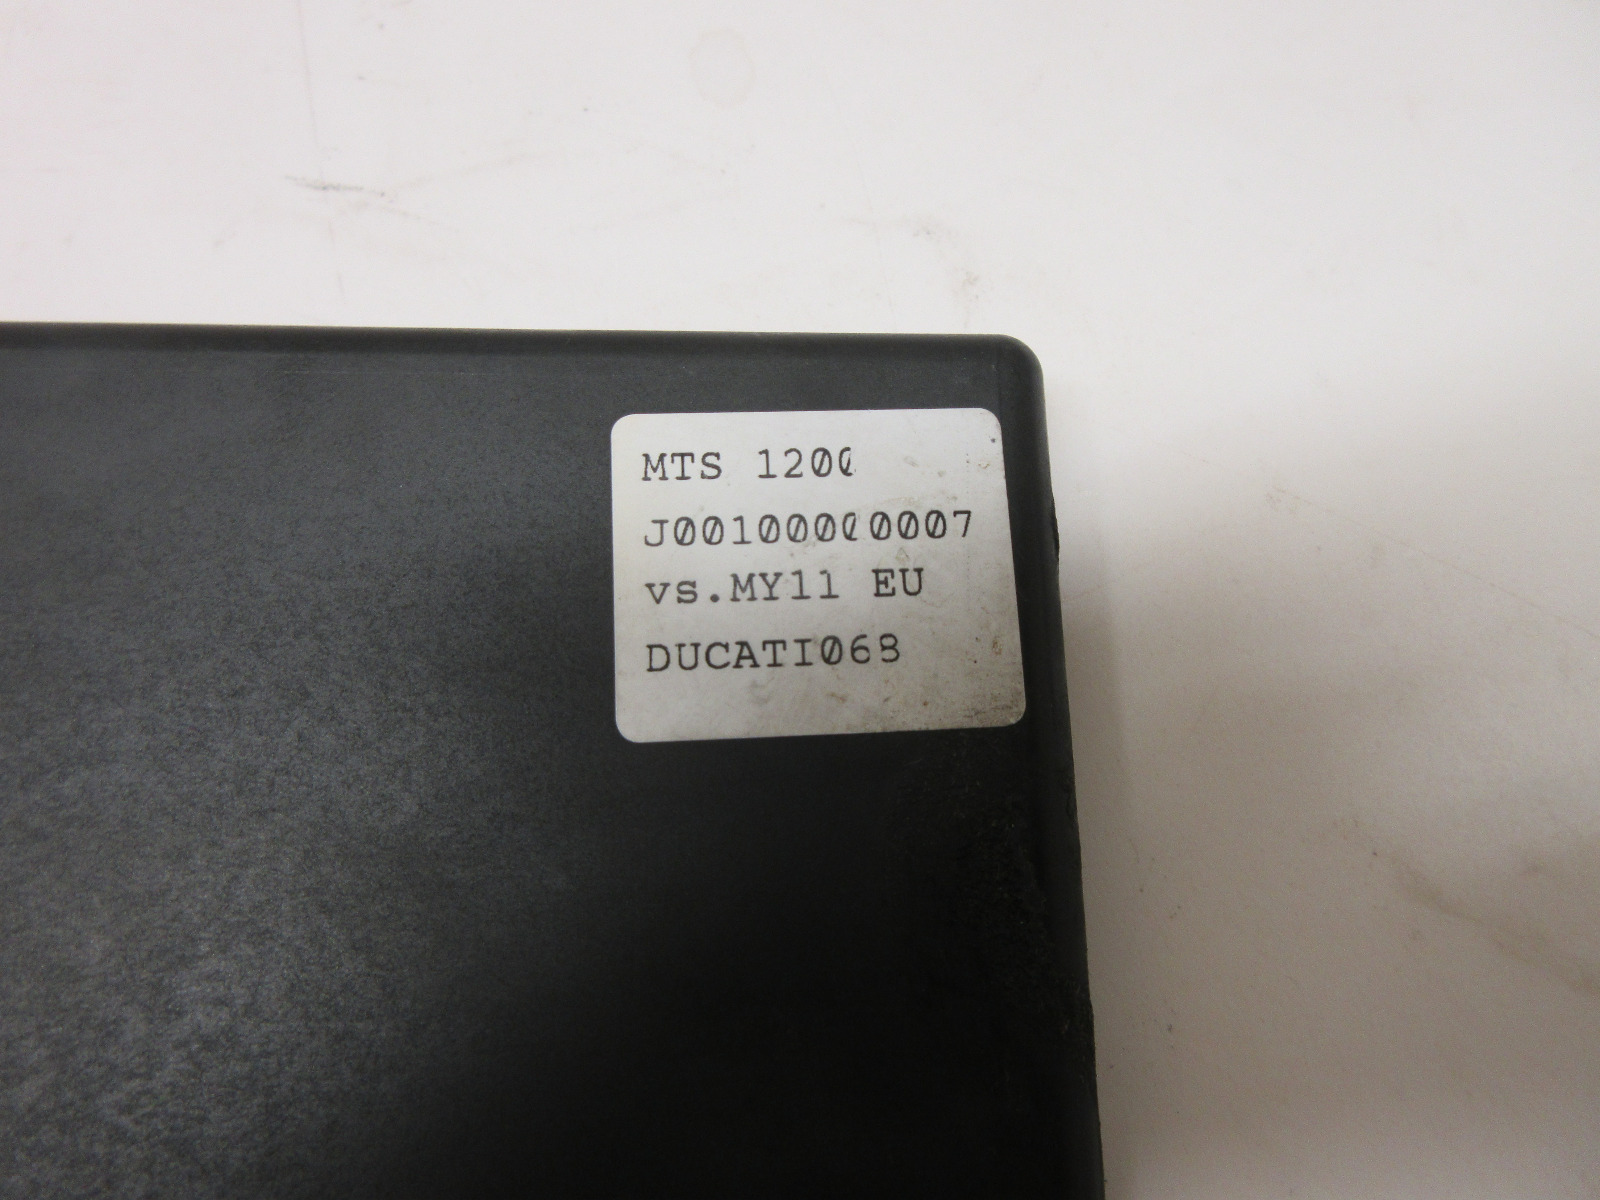 MTS 1200
J00100000007
vs.MY11 EU
DUCATI068